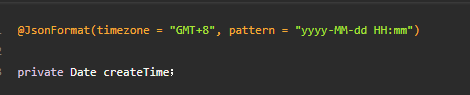 @JsonFormat(timezone = "GMT+8", pattern = "yyyy-MM-dd HH:mm")
private Date createTime;